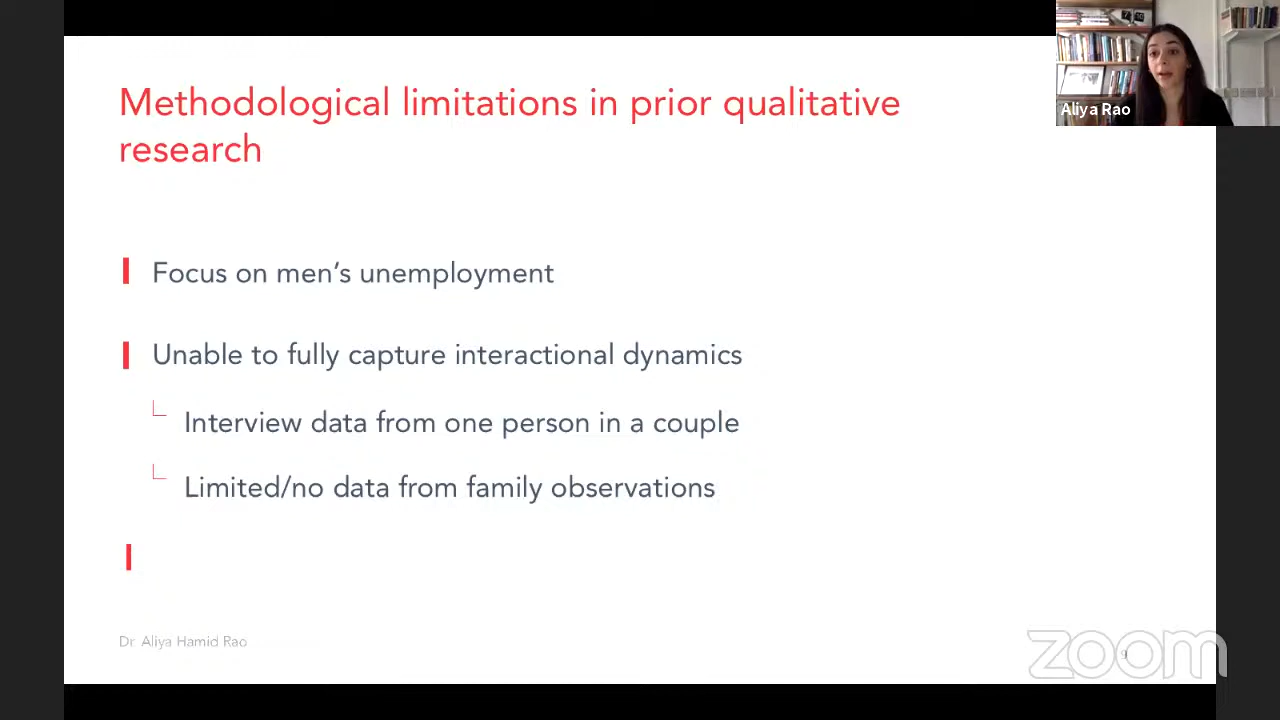 Methodological limitations in prior qualitative
research
Aliya Rao
Focus on men’s unemployment
Unable to fully capture interactional dynamics
Interview data from one person in a couple
Limited/no data from family observations
Dr. Aliya Hamid Rao
9
zoom